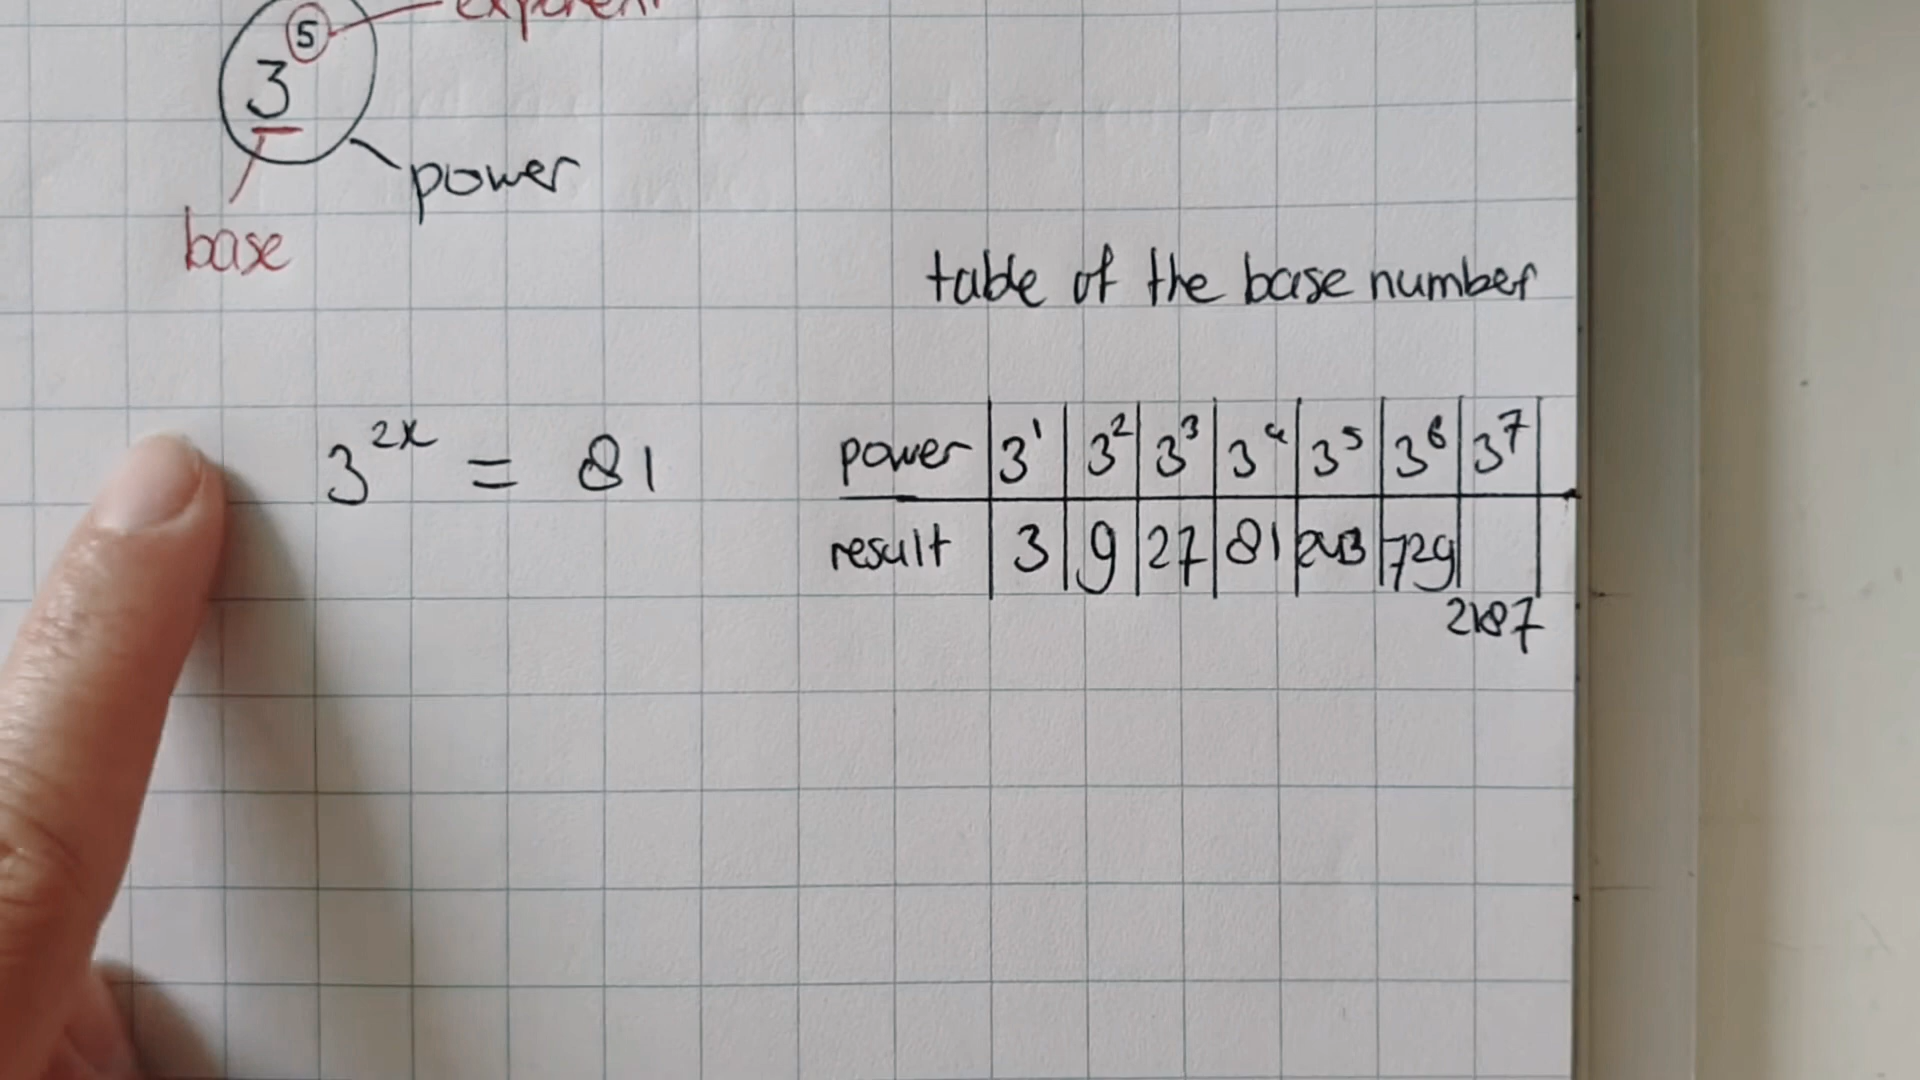 exponent
3⁵
power
base
table of the base number
3²ˣ = 81
power 3¹ 3² 3³ 3⁴ 3⁵ 3⁶ 3⁷
result 3 9 27 81 243 729
2187